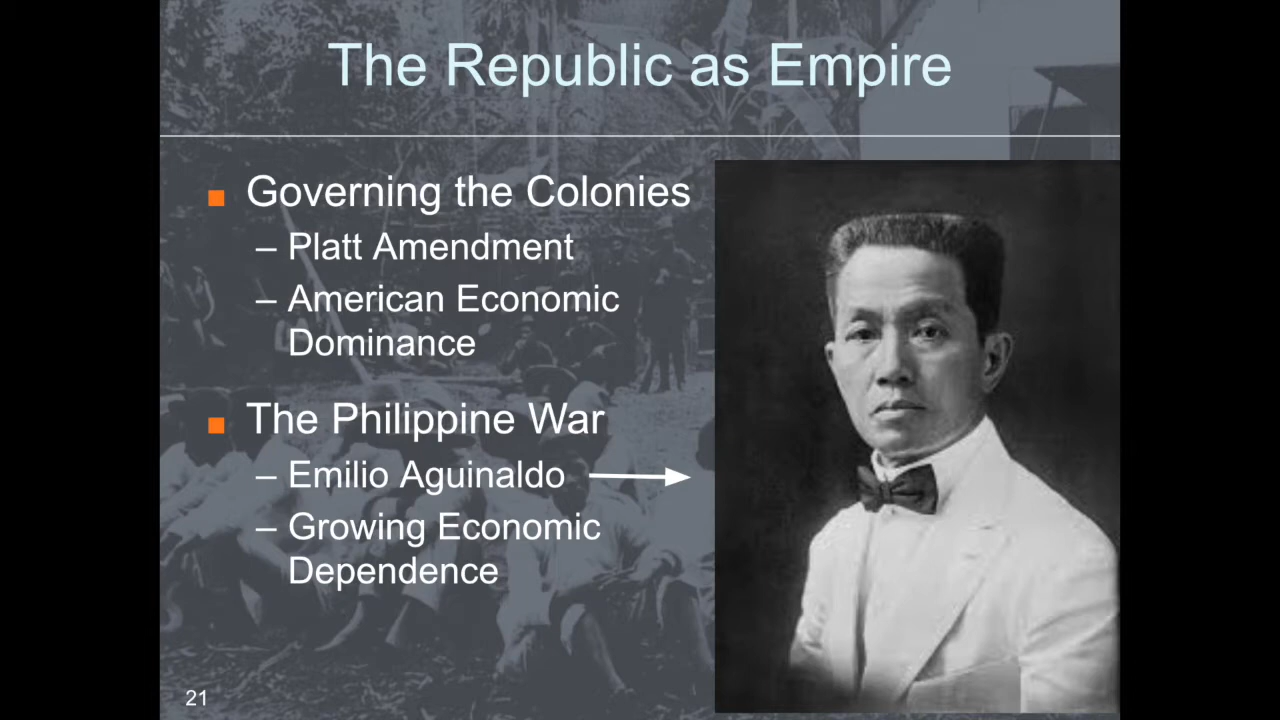 The Republic as Empire
Governing the Colonies
– Platt Amendment
– American Economic
Dominance
The Philippine War
– Emilio Aguinaldo
– Growing Economic
Dependence
21